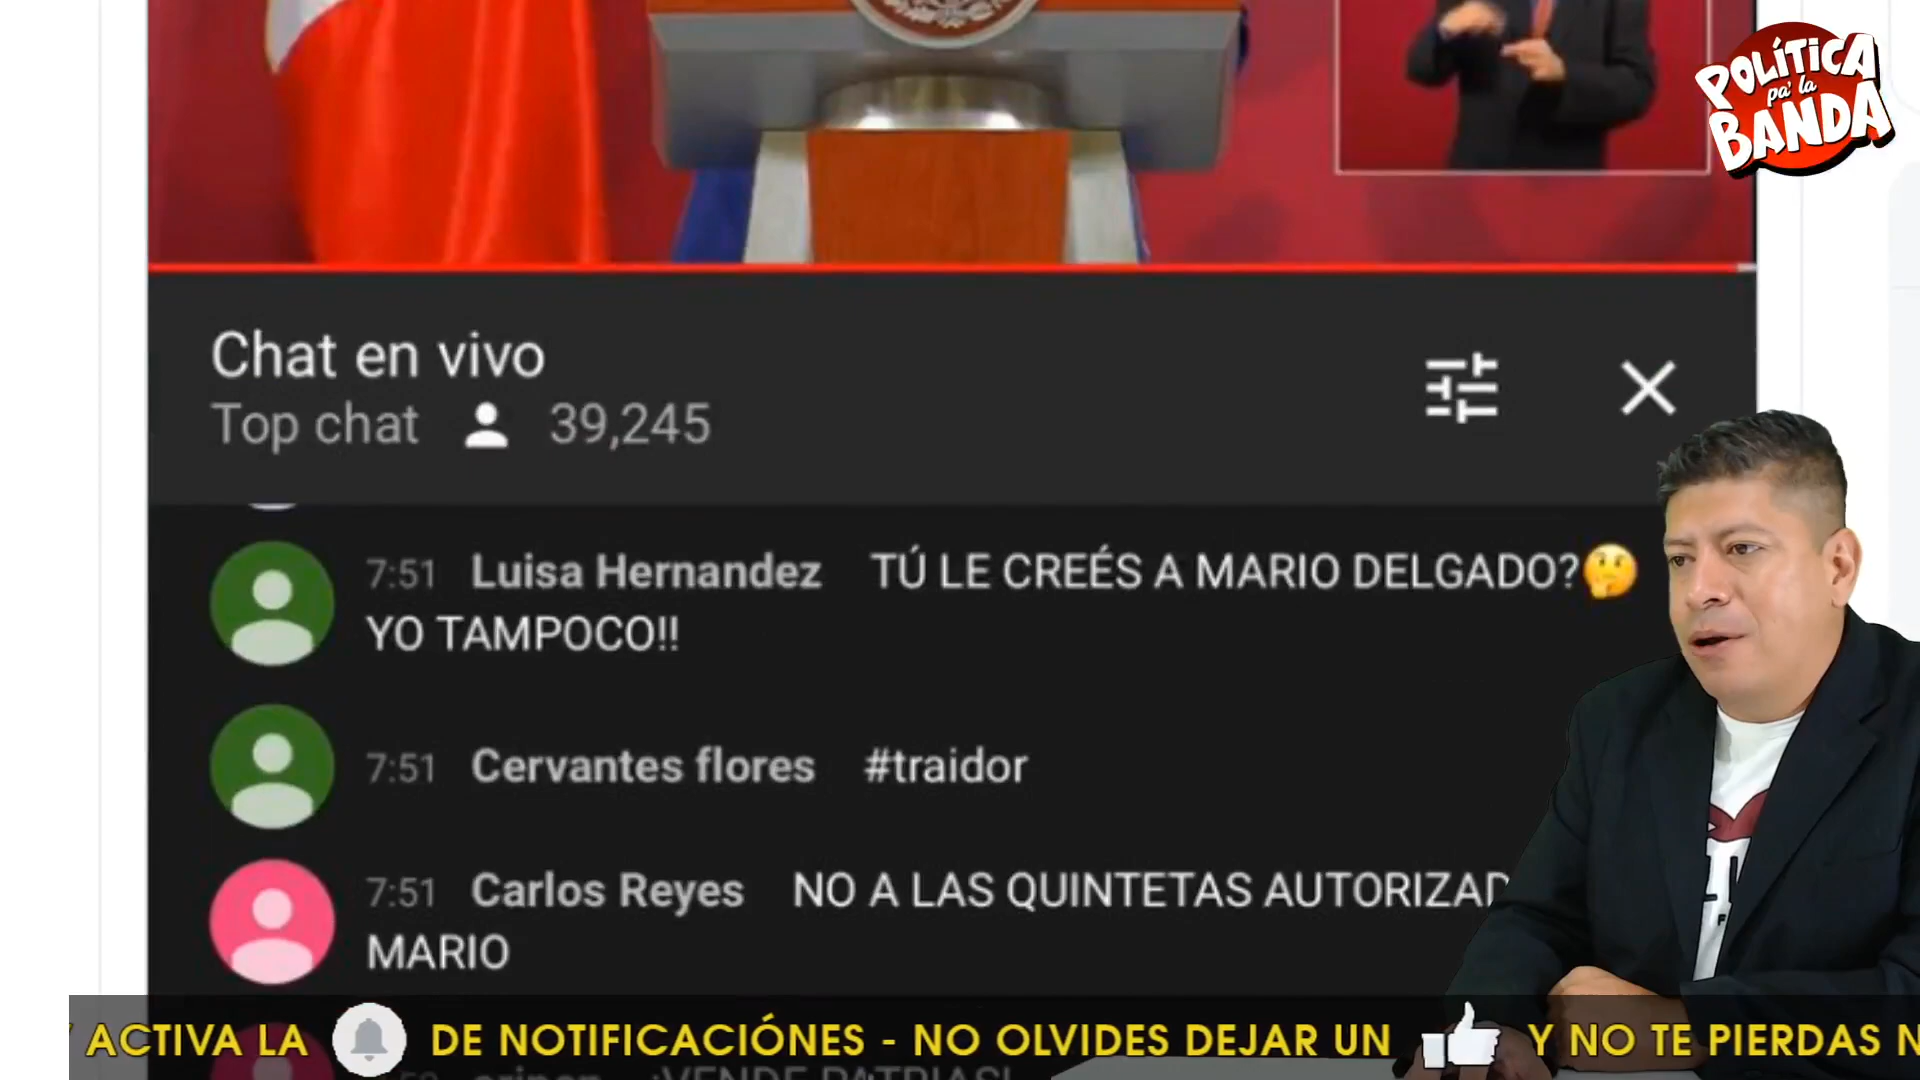 POLÍTICA
pa' la
BANDA
Chat en vivo
Top chat 39,245
7:51 Luisa Hernandez TÚ LE CREÉS A MARIO DELGADO?🤔
YO TAMPOCO!!
7:51 Cervantes flores #traidor
7:51 Carlos Reyes NO A LAS QUINTETAS AUTORIZAD
MARIO
Y ACTIVA LA DE NOTIFICACIÓNES - NO OLVIDES DEJAR UN Y NO TE PIERDAS N
¡VENDE PATRIAS!